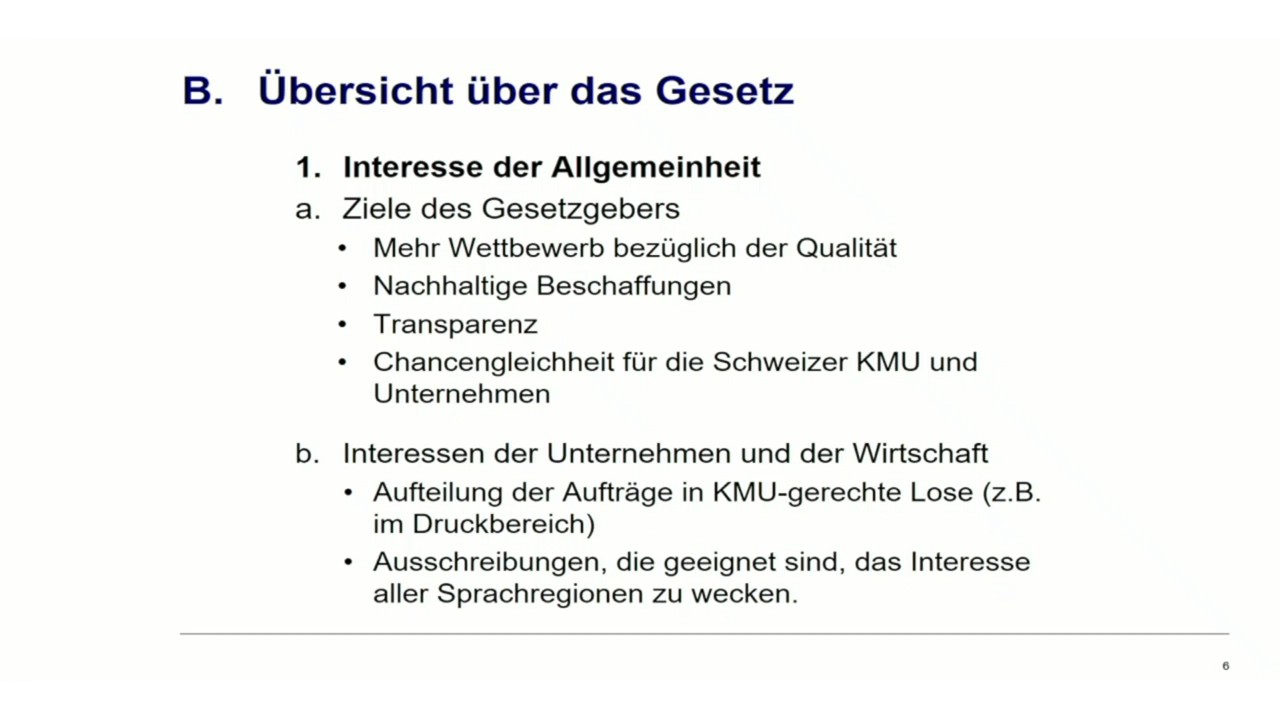 B. Übersicht über das Gesetz
1. Interesse der Allgemeinheit
a. Ziele des Gesetzgebers
• Mehr Wettbewerb bezüglich der Qualität
• Nachhaltige Beschaffungen
• Transparenz
• Chancengleichheit für die Schweizer KMU und
Unternehmen
b. Interessen der Unternehmen und der Wirtschaft
• Aufteilung der Aufträge in KMU-gerechte Lose (z.B.
im Druckbereich)
• Ausschreibungen, die geeignet sind, das Interesse
aller Sprachregionen zu wecken.
6